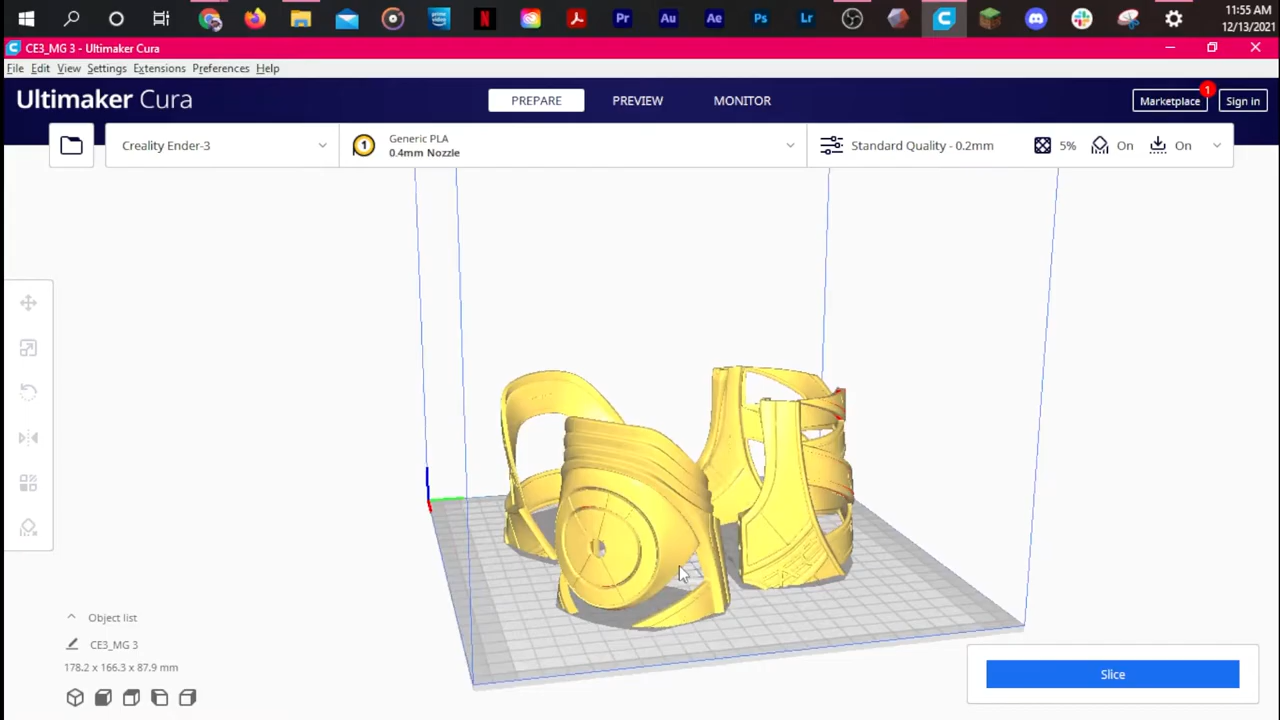 11:55 AM
12/13/2021
CE3_MG 3 - Ultimaker Cura
File Edit View Settings Extensions Preferences Help
Ultimaker Cura
PREPARE PREVIEW MONITOR
Marketplace 1 Sign in
Creality Ender-3
1 Generic PLA
0.4mm Nozzle
Standard Quality - 0.2mm 5% On On
Object list
CE3_MG 3
178.2 x 166.3 x 87.9 mm
Slice